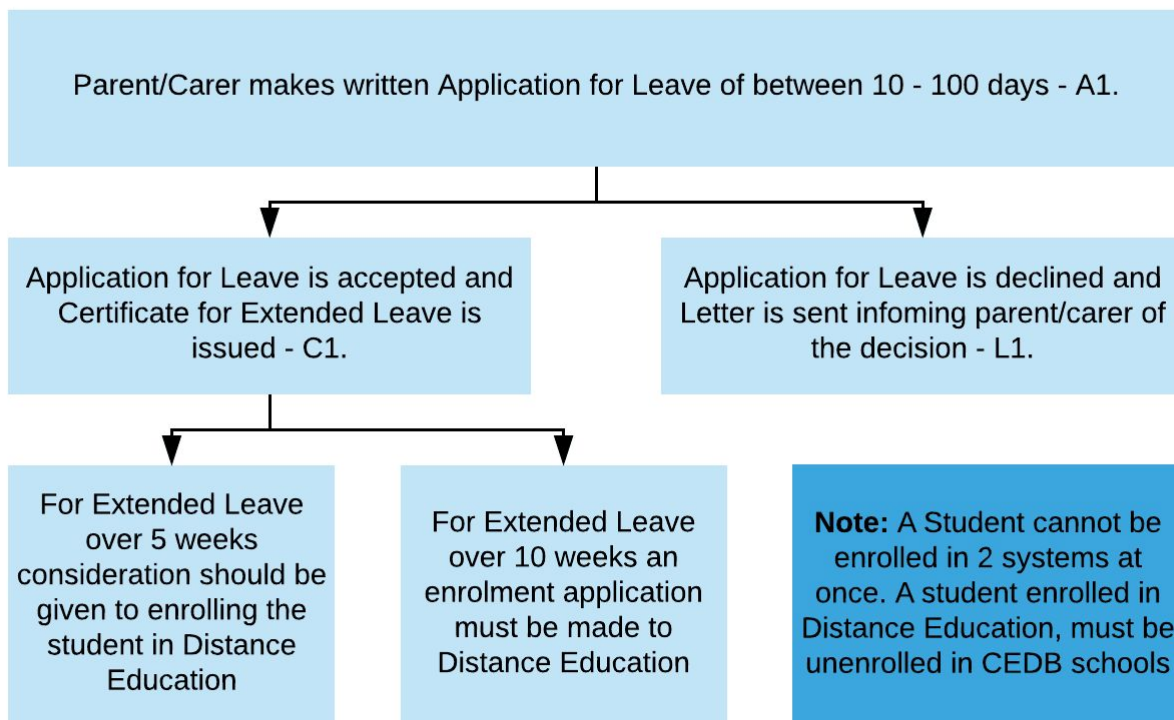 Parent/Carer makes written Application for Leave of between 10 - 100 days - A1.
Application for Leave is accepted and
Certificate for Extended Leave is
issued - C1.
Application for Leave is declined and
Letter is sent infoming parent/carer of
the decision - L1.
For Extended Leave
over 5 weeks
consideration should be
given to enrolling the
student in Distance
Education
For Extended Leave
over 10 weeks an
enrolment application
must be made to
Distance Education
Note: A Student cannot be
enrolled in 2 systems at
once. A student enrolled in
Distance Education, must be
unenrolled in CEDB schools